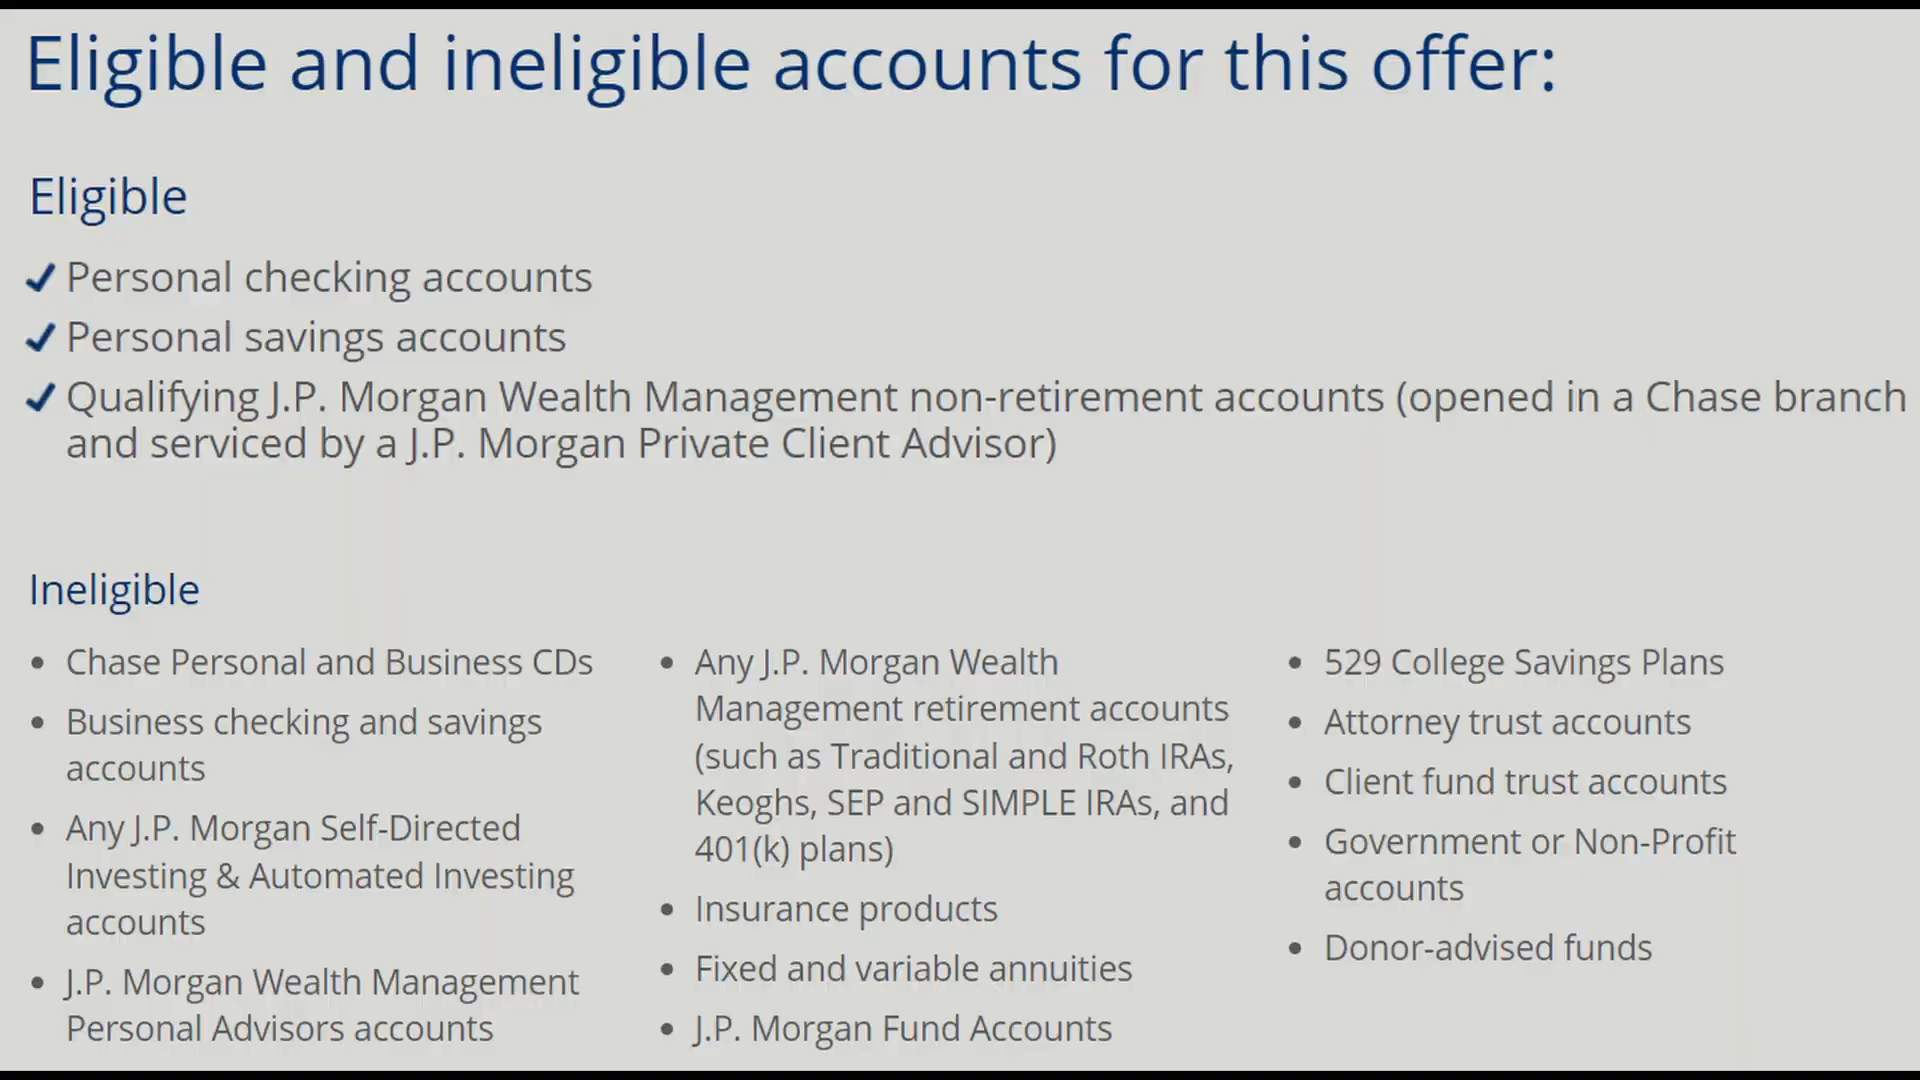 Eligible and ineligible accounts for this offer:
Eligible
Personal checking accounts
Personal savings accounts
Qualifying J.P. Morgan Wealth Management non-retirement accounts (opened in a Chase branch
and serviced by a J.P. Morgan Private Client Advisor)
Ineligible
Chase Personal and Business CDs
Business checking and savings
accounts
Any J.P. Morgan Self-Directed
Investing & Automated Investing
accounts
J.P. Morgan Wealth Management
Personal Advisors accounts
Any J.P. Morgan Wealth
Management retirement accounts
(such as Traditional and Roth IRAs,
Keoghs, SEP and SIMPLE IRAs, and
401(k) plans)
Insurance products
Fixed and variable annuities
J.P. Morgan Fund Accounts
529 College Savings Plans
Attorney trust accounts
Client fund trust accounts
Government or Non-Profit
accounts
Donor-advised funds